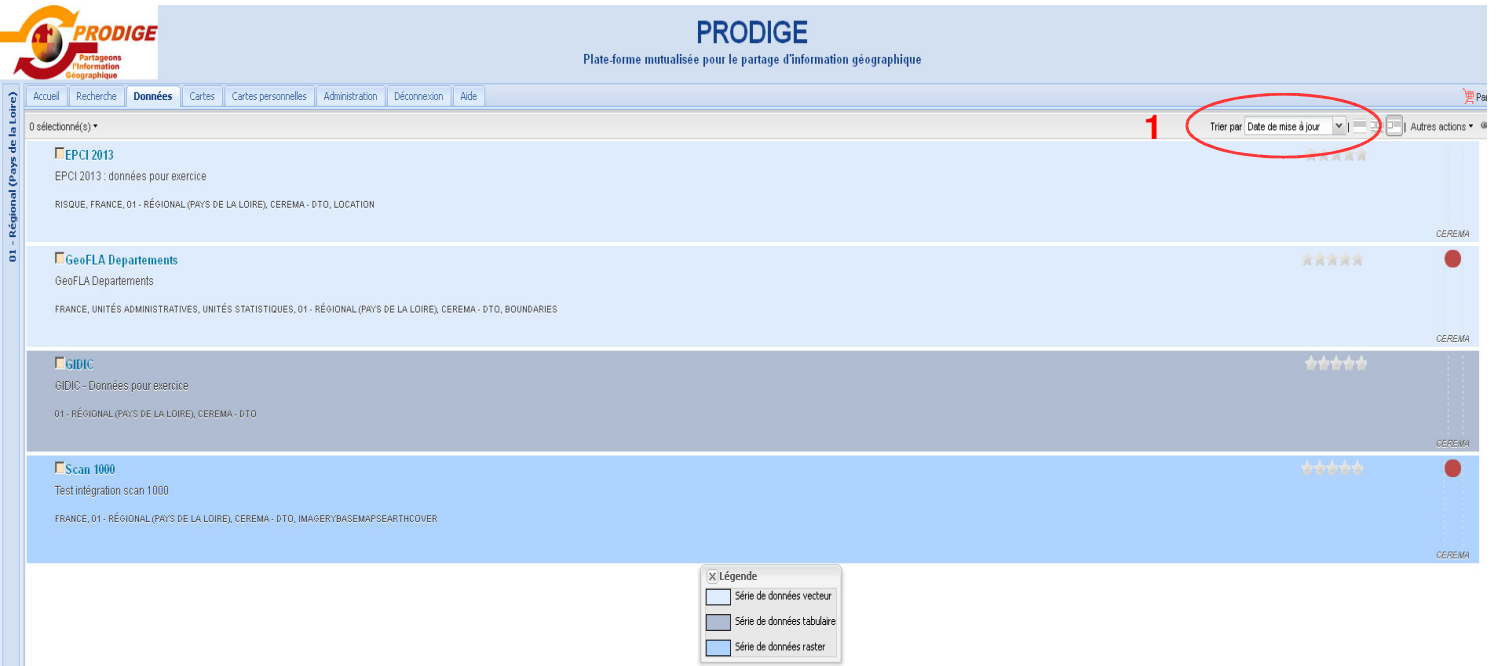 PRODIGE
Partageons
l'Information
Géographique
PRODIGE
Plate-forme mutualisée pour le partage d'information géographique
01 - Régional (Pays de la Loire)
Accueil Recherche Données Cartes Cartes personnelles Administration Déconnexion Aide
0 sélectionné(s)
1
Trier par Date de mise à jour
Autres actions
EPCI 2013
EPCI 2013 : données pour exercice
RISQUE, FRANCE, 01 - RÉGIONAL (PAYS DE LA LOIRE), CEREMA - DTO, LOCATION
CEREMA
GeoFLA Departements
GeoFLA Departements
FRANCE, UNITÉS ADMINISTRATIVES, UNITÉS STATISTIQUES, 01 - RÉGIONAL (PAYS DE LA LOIRE), CEREMA - DTO, BOUNDARIES
CEREMA
GIDIC
GIDIC - Données pour exercice
01 - RÉGIONAL (PAYS DE LA LOIRE), CEREMA - DTO
CEREMA
Scan 1000
Test intégration scan 1000
FRANCE, 01 - RÉGIONAL (PAYS DE LA LOIRE), CEREMA - DTO, IMAGERYBASEMAPSEARTHCOVER
CEREMA
X Légende
Série de données vecteur
Série de données tabulaire
Série de données raster